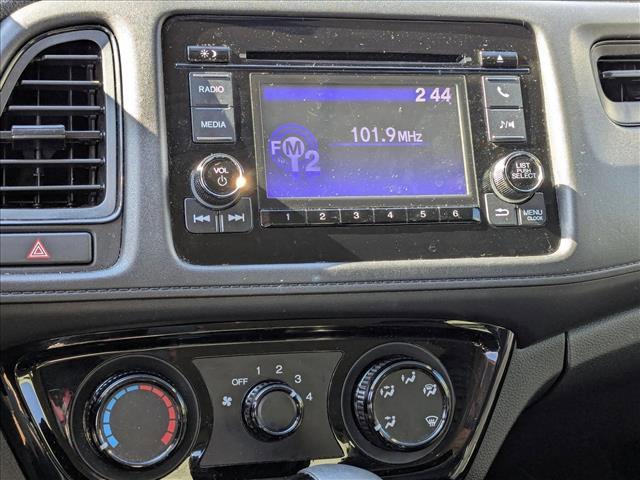 RADIO
MEDIA
VOL
2 44
101.9 MHz
FM
2
1 2 3 4 5 6
LIST
PUSH
SELECT
MENU
CLOCK
OFF 1 2 3 4